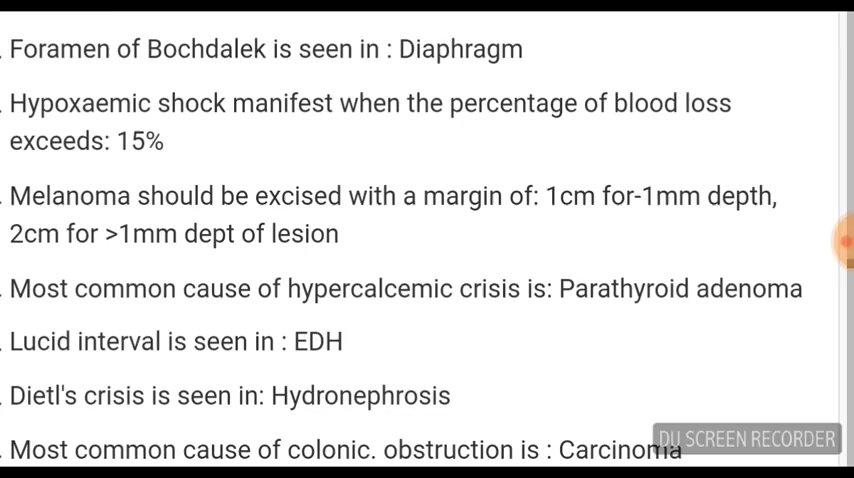 . Foramen of Bochdalek is seen in : Diaphragm
. Hypoxaemic shock manifest when the percentage of blood loss
exceeds: 15%
. Melanoma should be excised with a margin of: 1cm for-1mm depth,
2cm for >1mm dept of lesion
. Most common cause of hypercalcemic crisis is: Parathyroid adenoma
. Lucid interval is seen in : EDH
. Dietl's crisis is seen in: Hydronephrosis
. Most common cause of colonic. obstruction is : Carcinoma
DU SCREEN RECORDER